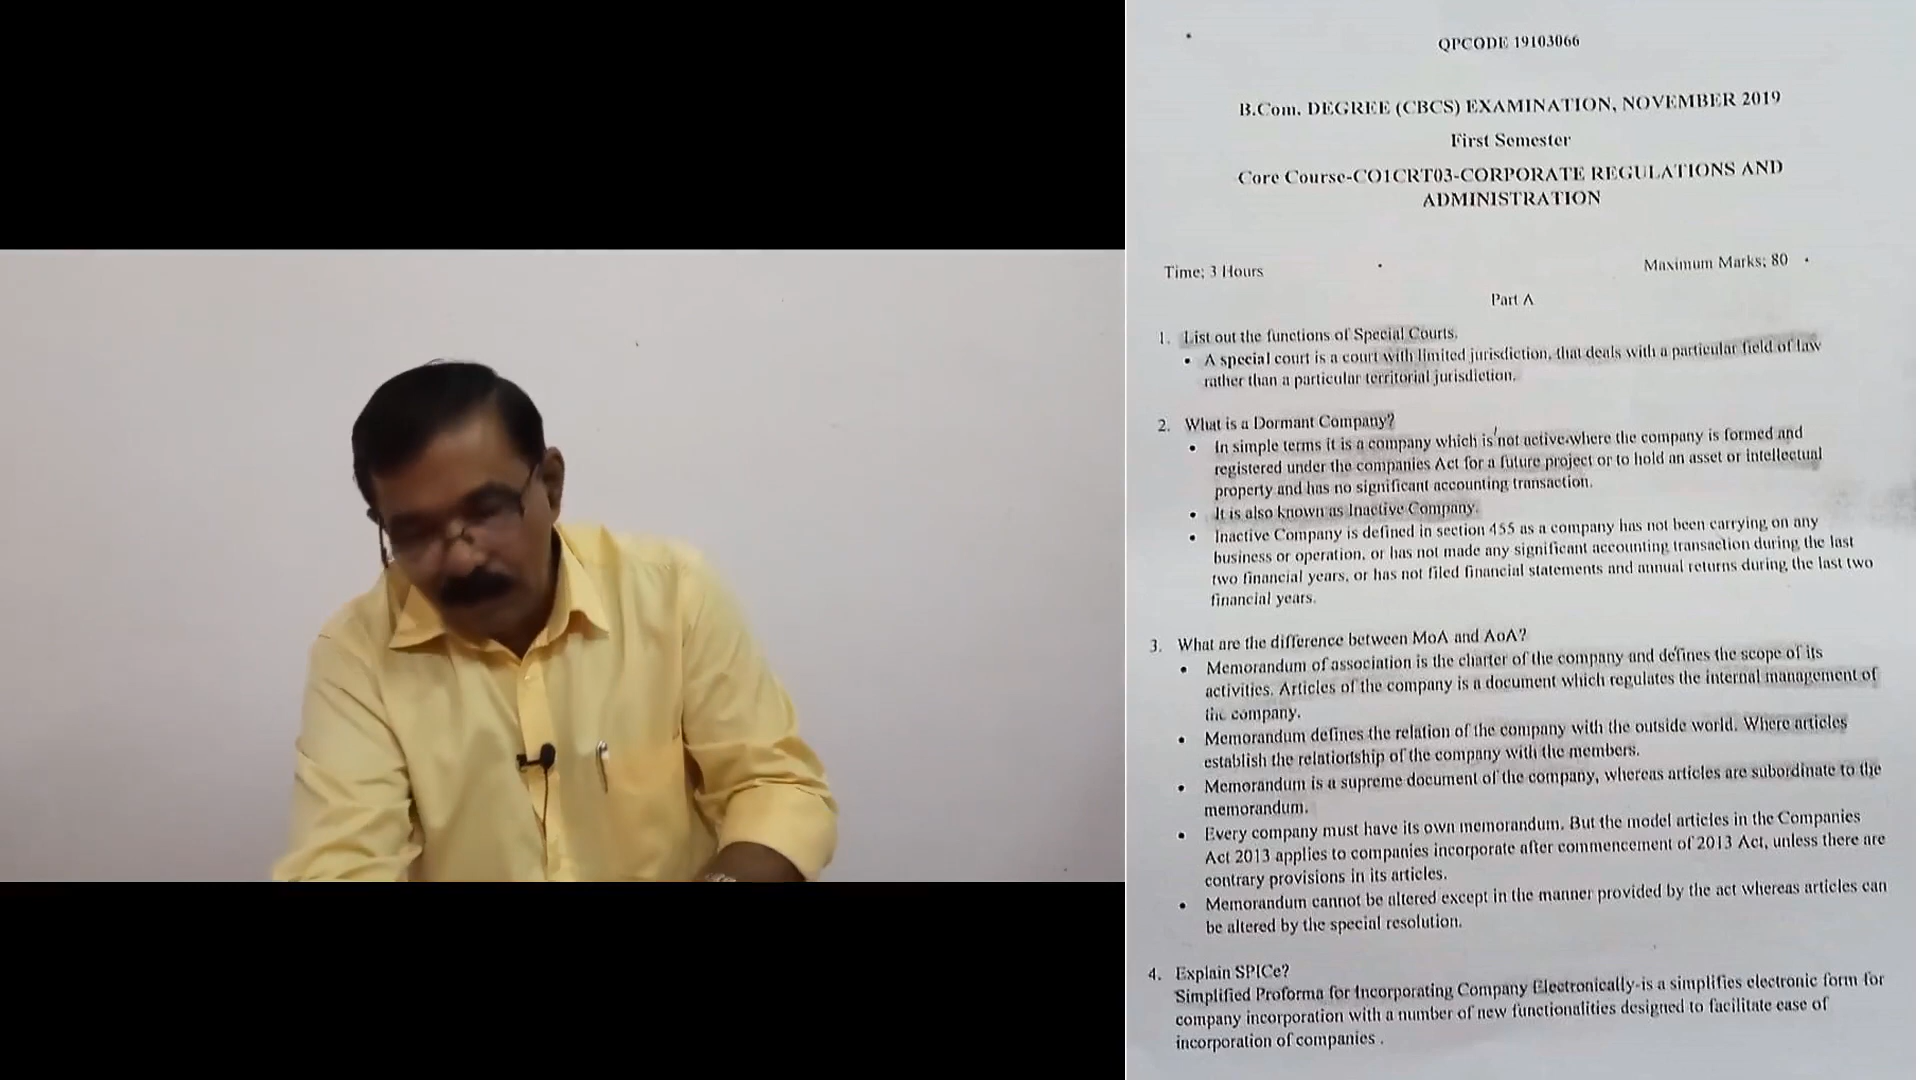 QPCODE 19103066
B.Com. DEGREE (CBCS) EXAMINATION, NOVEMBER 2019
First Semester
Core Course-CO1CRT03-CORPORATE REGULATIONS AND
ADMINISTRATION
Time; 3 Hours
Maximum Marks; 80
Part A
1. List out the functions of Special Courts.
• A special court is a court with limited jurisdiction, that deals with a particular field of law
rather than a particular territorial jurisdiction.
2. What is a Dormant Company?
• In simple terms it is a company which is not active where the company is formed and
registered under the companies Act for a future project or to hold an asset or intellectual
property and has no significant accounting transaction.
• It is also known as Inactive Company.
• Inactive Company is defined in section 455 as a company has not been carrying on any
business or operation, or has not made any significant accounting transaction during the last
two financial years, or has not filed financial statements and annual returns during the last two
financial years.
3. What are the difference between MoA and AoA?
• Memorandum of association is the charter of the company and defines the scope of its
activities. Articles of the company is a document which regulates the internal management of
the company.
• Memorandum defines the relation of the company with the outside world. Where articles
establish the relationship of the company with the members.
• Memorandum is a supreme document of the company, whereas articles are subordinate to the
memorandum.
• Every company must have its own memorandum. But the model articles in the Companies
Act 2013 applies to companies incorporate after commencement of 2013 Act, unless there are
contrary provisions in its articles.
• Memorandum cannot be altered except in the manner provided by the act whereas articles can
be altered by the special resolution.
4. Explain SPICe?
Simplified Proforma for Incorporating Company Electronically-is a simplifies electronic form for
company incorporation with a number of new functionalities designed to facilitate ease of
incorporation of companies .